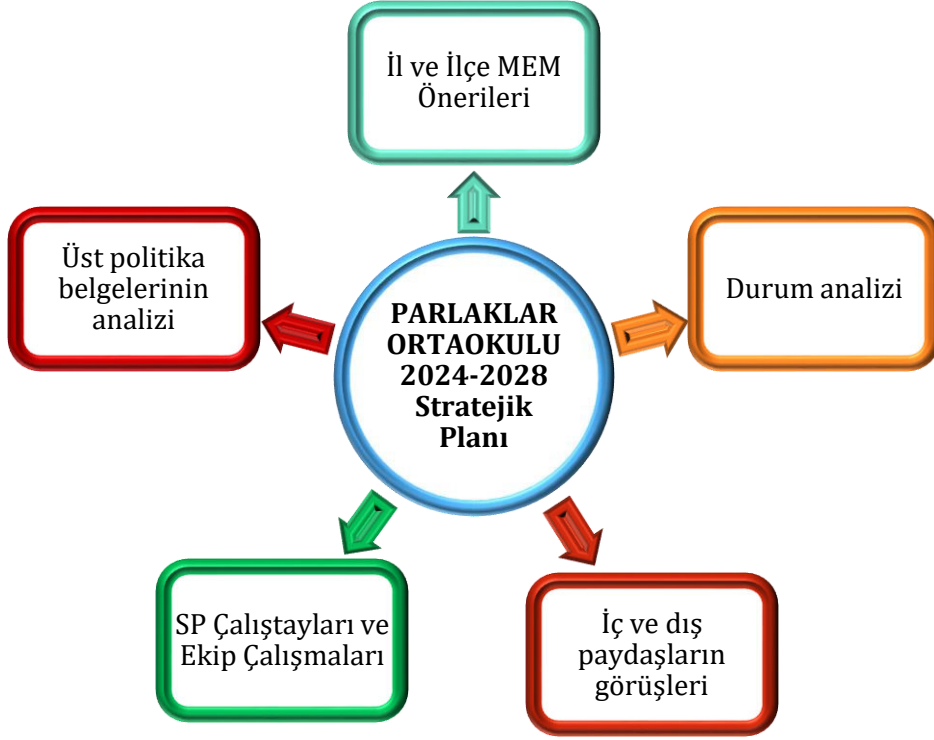 İl ve İlçe MEM
Önerileri
Üst politika
belgelerinin
analizi
Durum analizi
PARLAKLAR
ORTAOKULU
2024-2028
Stratejik
Planı
SP Çalıştayları ve
Ekip Çalışmaları
İç ve dış
paydaşların
görüşleri